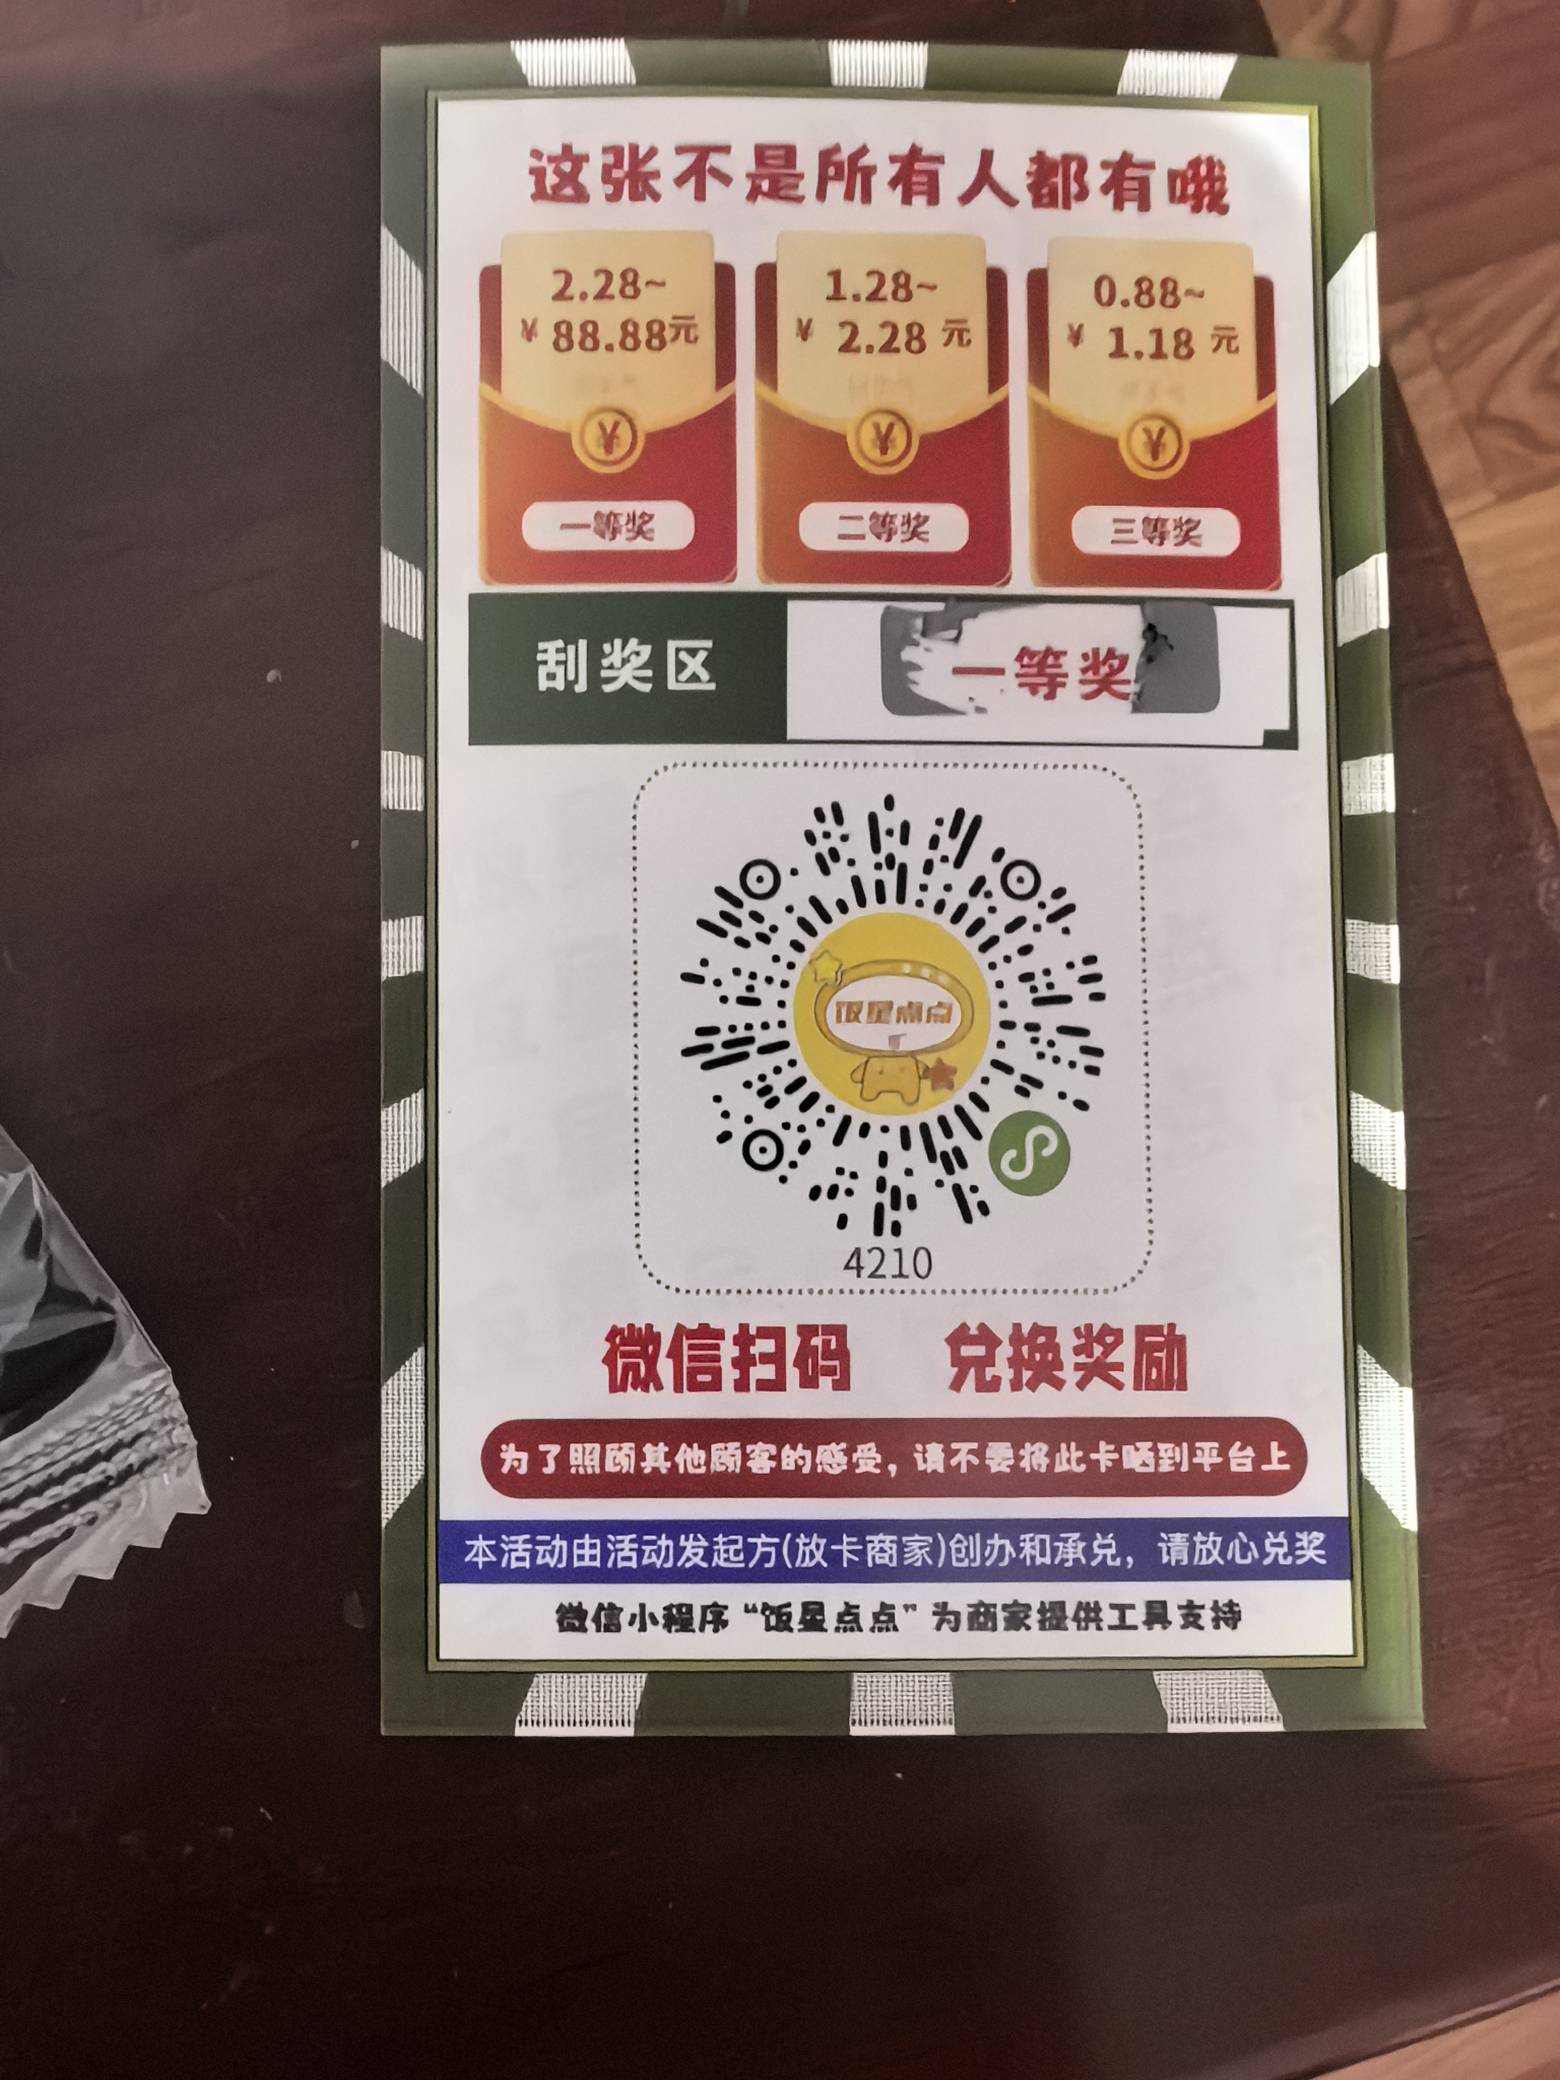 这张不是所有人都有哦
2.28~
¥ 88.88元
一等奖
1.28~
¥ 2.28 元
二等奖
0.88~
¥ 1.18 元
三等奖
刮奖区
一等奖
饭星点点
4210
微信扫码 兑换奖励
为了照顾其他顾客的感受，请不要将此卡晒到平台上
本活动由活动发起方(放卡商家)创办和承兑，请放心兑奖
微信小程序“饭星点点”为商家提供工具支持